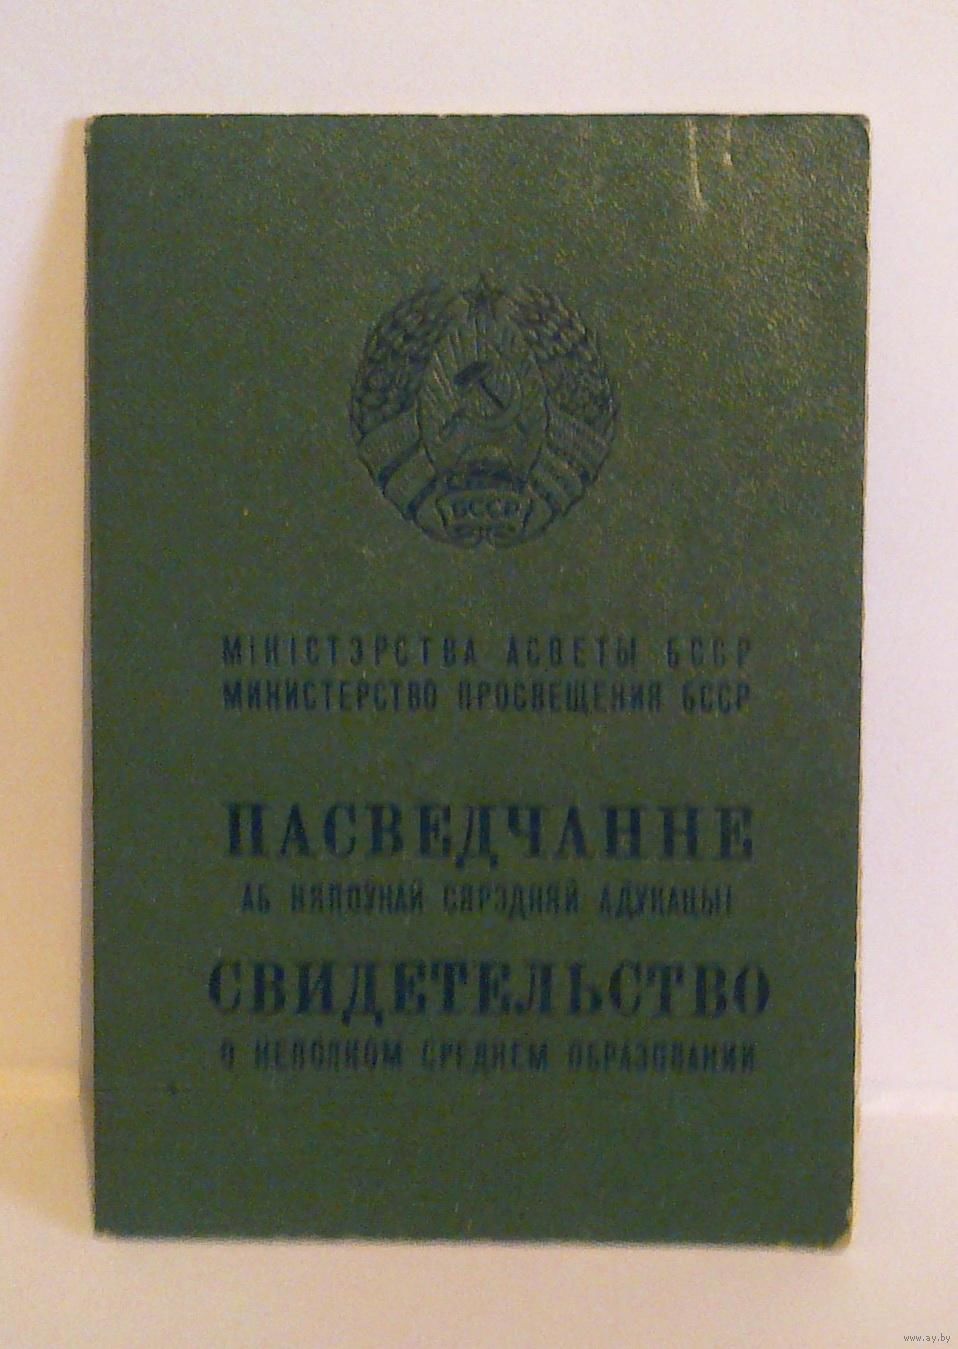 БССР
МІНІСТЭРСТВА АСВЕТЫ БССР
МИНИСТЕРСТВО ПРОСВЕЩЕНИЯ БССР
ПАСВЕДЧАННЕ
АБ НЯПОЎНАЙ СЯРЭДНЯЙ АДУКАЦЫІ
СВИДЕТЕЛЬСТВО
О НЕПОЛНОМ СРЕДНЕМ ОБРАЗОВАНИИ
www.ay.by